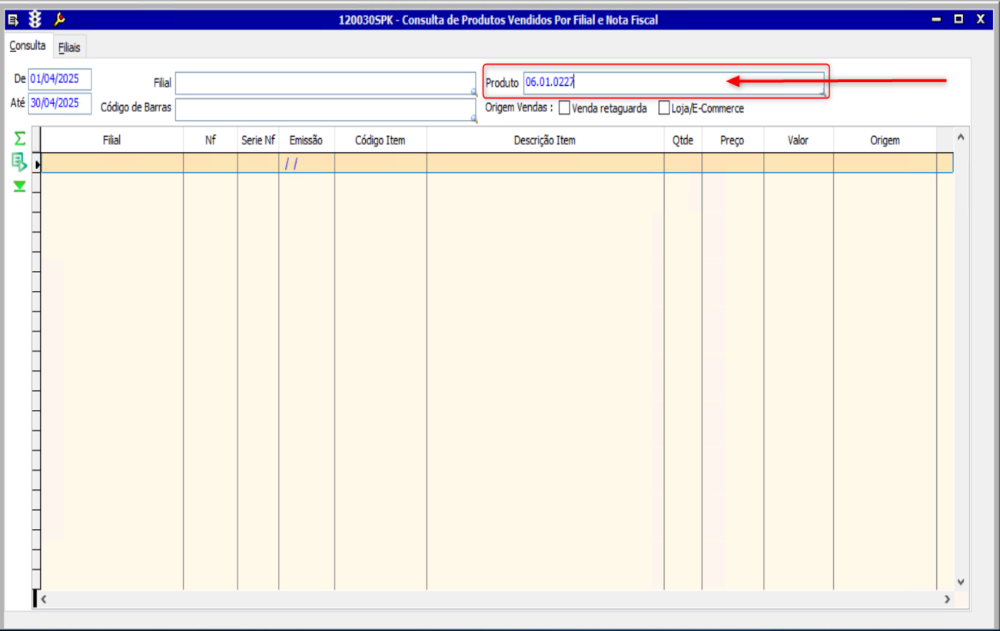 120030SPK - Consulta de Produtos Vendidos Por Filial e Nota Fiscal
Consulta Filiais
De 01/04/2025 Filial Produto 06.01.0227
Até 30/04/2025 Código de Barras Origem Vendas : Venda retaguarda Loja/E-Commerce
Filial Nf Serie Nf Emissão Código Item Descrição Item Qtde Preço Valor Origem
/ /